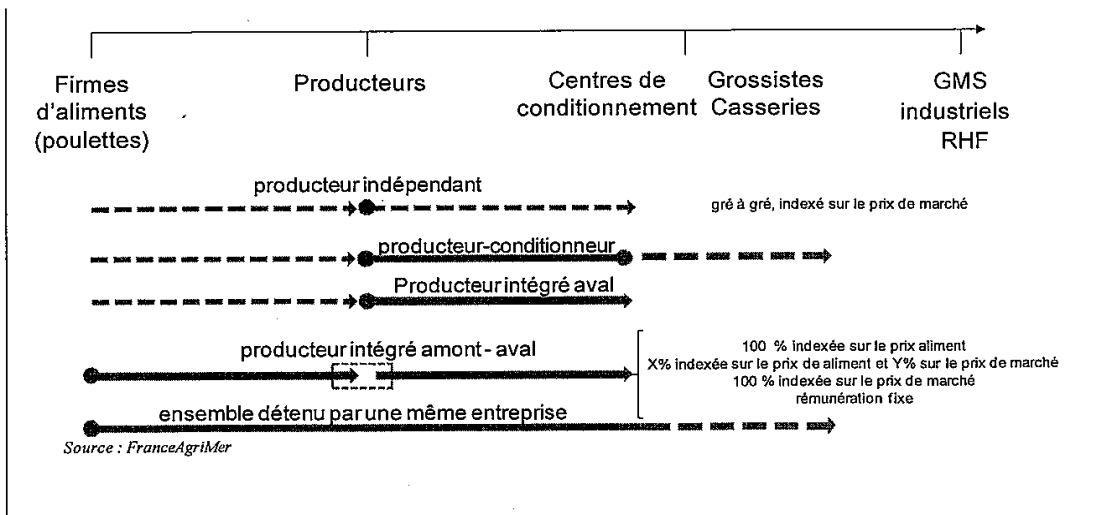 Firmes
d'aliments
(poulettes)
Producteurs
Centres de
conditionnement
Grossistes
Casseries
GMS
industriels
RHF
producteur indépendant
gré à gré, indexé sur le prix de marché
producteur-conditionneur
Producteur intégré aval
producteur intégré amont - aval
100 % indexée sur le prix aliment
X% indexée sur le prix de aliment et Y% sur le prix de marché
100 % indexée sur le prix de marché
rémunération fixe
ensemble détenu par une même entreprise
Source : FranceAgriMer